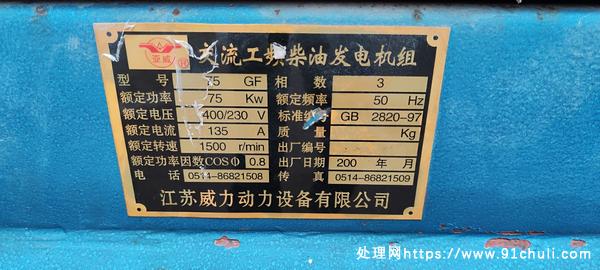 亚威
交流工频柴油发电机组
型号 75 GF 相数 3
额定功率 75 Kw 额定频率 50 Hz
额定电压 400/230 V 标准编号 GB 2820-97
额定电流 135 A 质量 Kg
额定转速 1500 r/min 出厂编号
额定功率因数COSΦ 0.8 出厂日期 200 年 月
电话 0514-86821508 传真 0514-86821509
江苏威力动力设备有限公司
处理网https://www.91chuli.com/